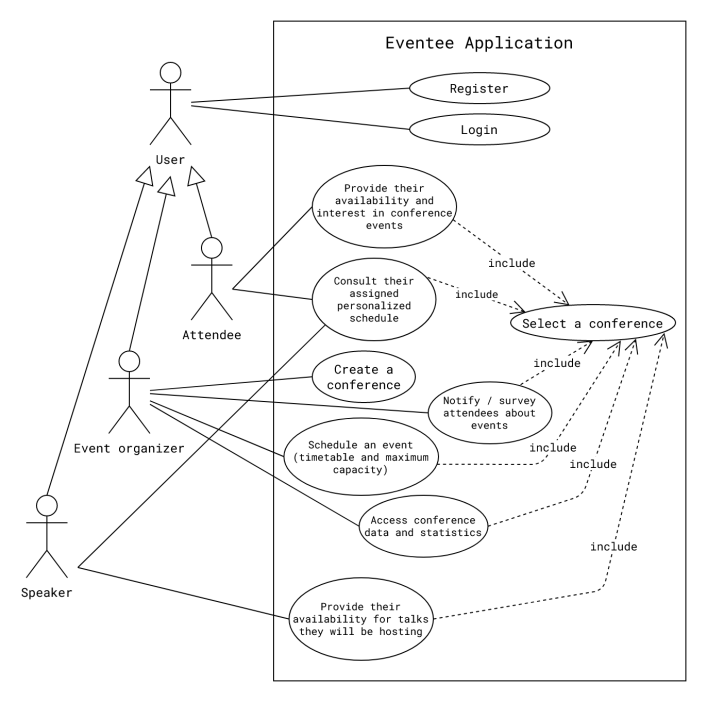 Eventee Application
Register
Login
User
Provide their
availability and
interest in conference
events
include
Consult their
assigned
personalized
schedule
include
Select a conference
Attendee
Create a
conference
include
Notify / survey
attendees about
events
Event organizer
Schedule an event
(timetable and maximum
capacity)
include
include
Access conference
data and statistics
include
Speaker
Provide their
availability for talks
they will be hosting